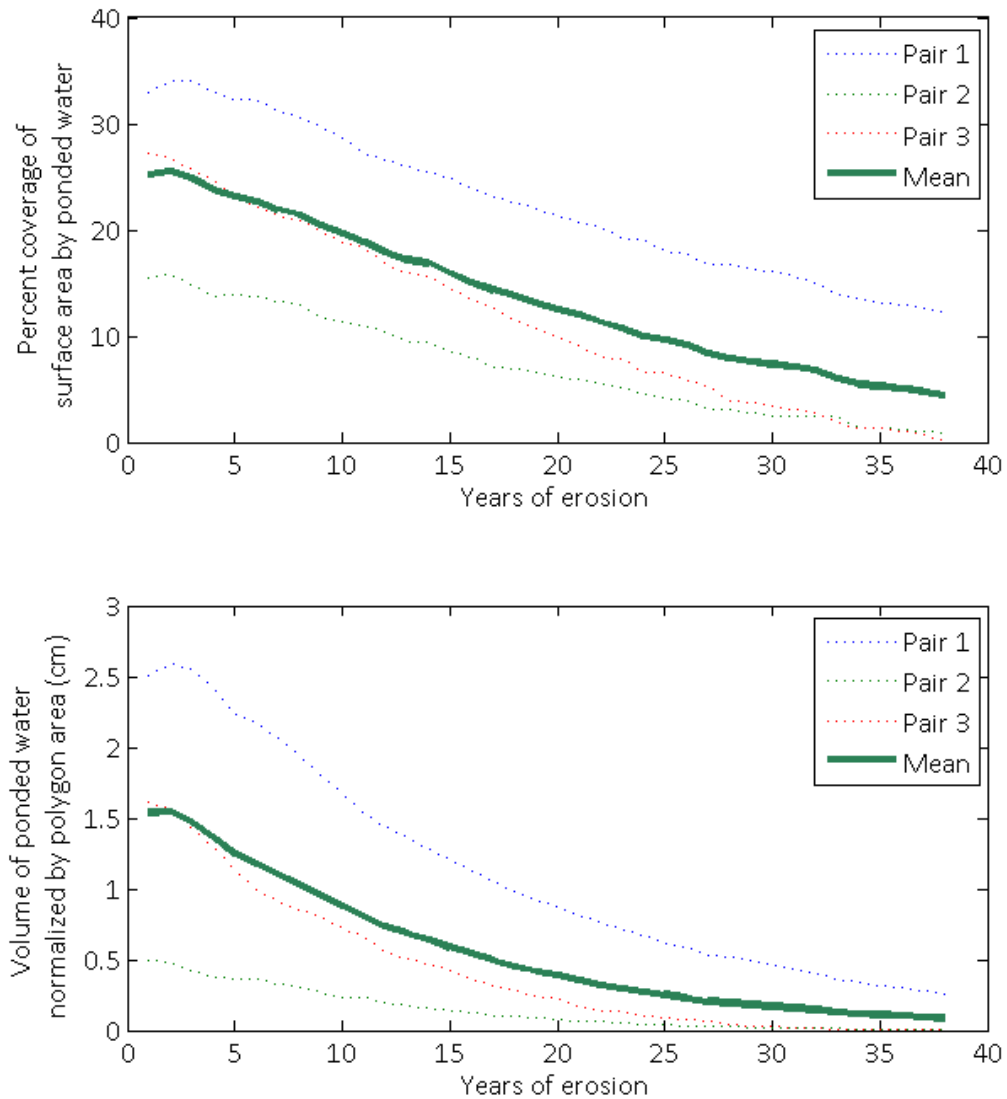 Percent coverage of
surface area by ponded water
40
30
20
10
0
0 5 10 15 20 25 30 35 40
Years of erosion
Pair 1
Pair 2
Pair 3
Mean
Volume of ponded water
normalized by polygon area (cm)
3
2.5
2
1.5
1
0.5
0
0 5 10 15 20 25 30 35 40
Years of erosion
Pair 1
Pair 2
Pair 3
Mean